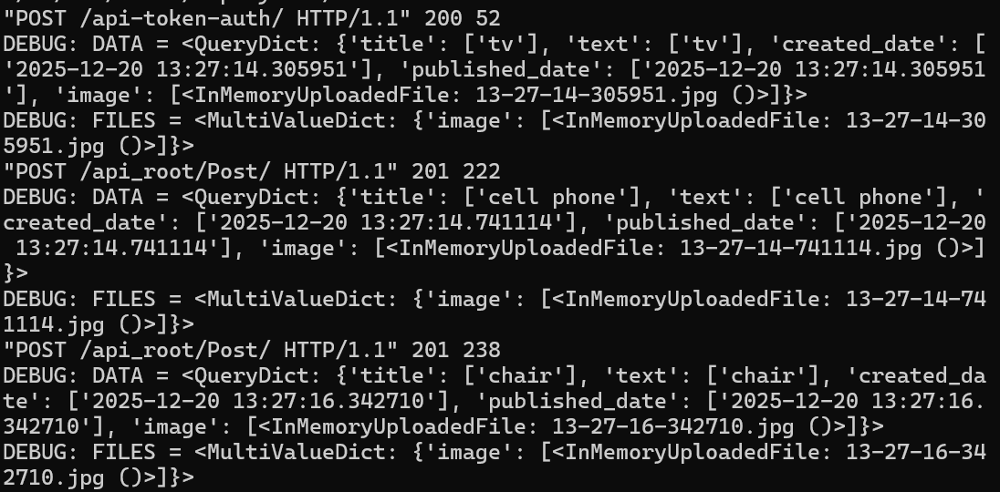 "POST /api-token-auth/ HTTP/1.1" 200 52
DEBUG: DATA = <QueryDict: {'title': ['tv'], 'text': ['tv'], 'created_date': [
'2025-12-20 13:27:14.305951'], 'published_date': ['2025-12-20 13:27:14.305951
'], 'image': [<InMemoryUploadedFile: 13-27-14-305951.jpg ()>]}>
DEBUG: FILES = <MultiValueDict: {'image': [<InMemoryUploadedFile: 13-27-14-30
5951.jpg ()>]}>
"POST /api_root/Post/ HTTP/1.1" 201 222
DEBUG: DATA = <QueryDict: {'title': ['cell phone'], 'text': ['cell phone'], '
created_date': ['2025-12-20 13:27:14.741114'], 'published_date': ['2025-12-20
 13:27:14.741114'], 'image': [<InMemoryUploadedFile: 13-27-14-741114.jpg ()>]
}>
DEBUG: FILES = <MultiValueDict: {'image': [<InMemoryUploadedFile: 13-27-14-74
1114.jpg ()>]}>
"POST /api_root/Post/ HTTP/1.1" 201 238
DEBUG: DATA = <QueryDict: {'title': ['chair'], 'text': ['chair'], 'created_da
te': ['2025-12-20 13:27:16.342710'], 'published_date': ['2025-12-20 13:27:16.
342710'], 'image': [<InMemoryUploadedFile: 13-27-16-342710.jpg ()>]}>
DEBUG: FILES = <MultiValueDict: {'image': [<InMemoryUploadedFile: 13-27-16-34
2710.jpg ()>]}>